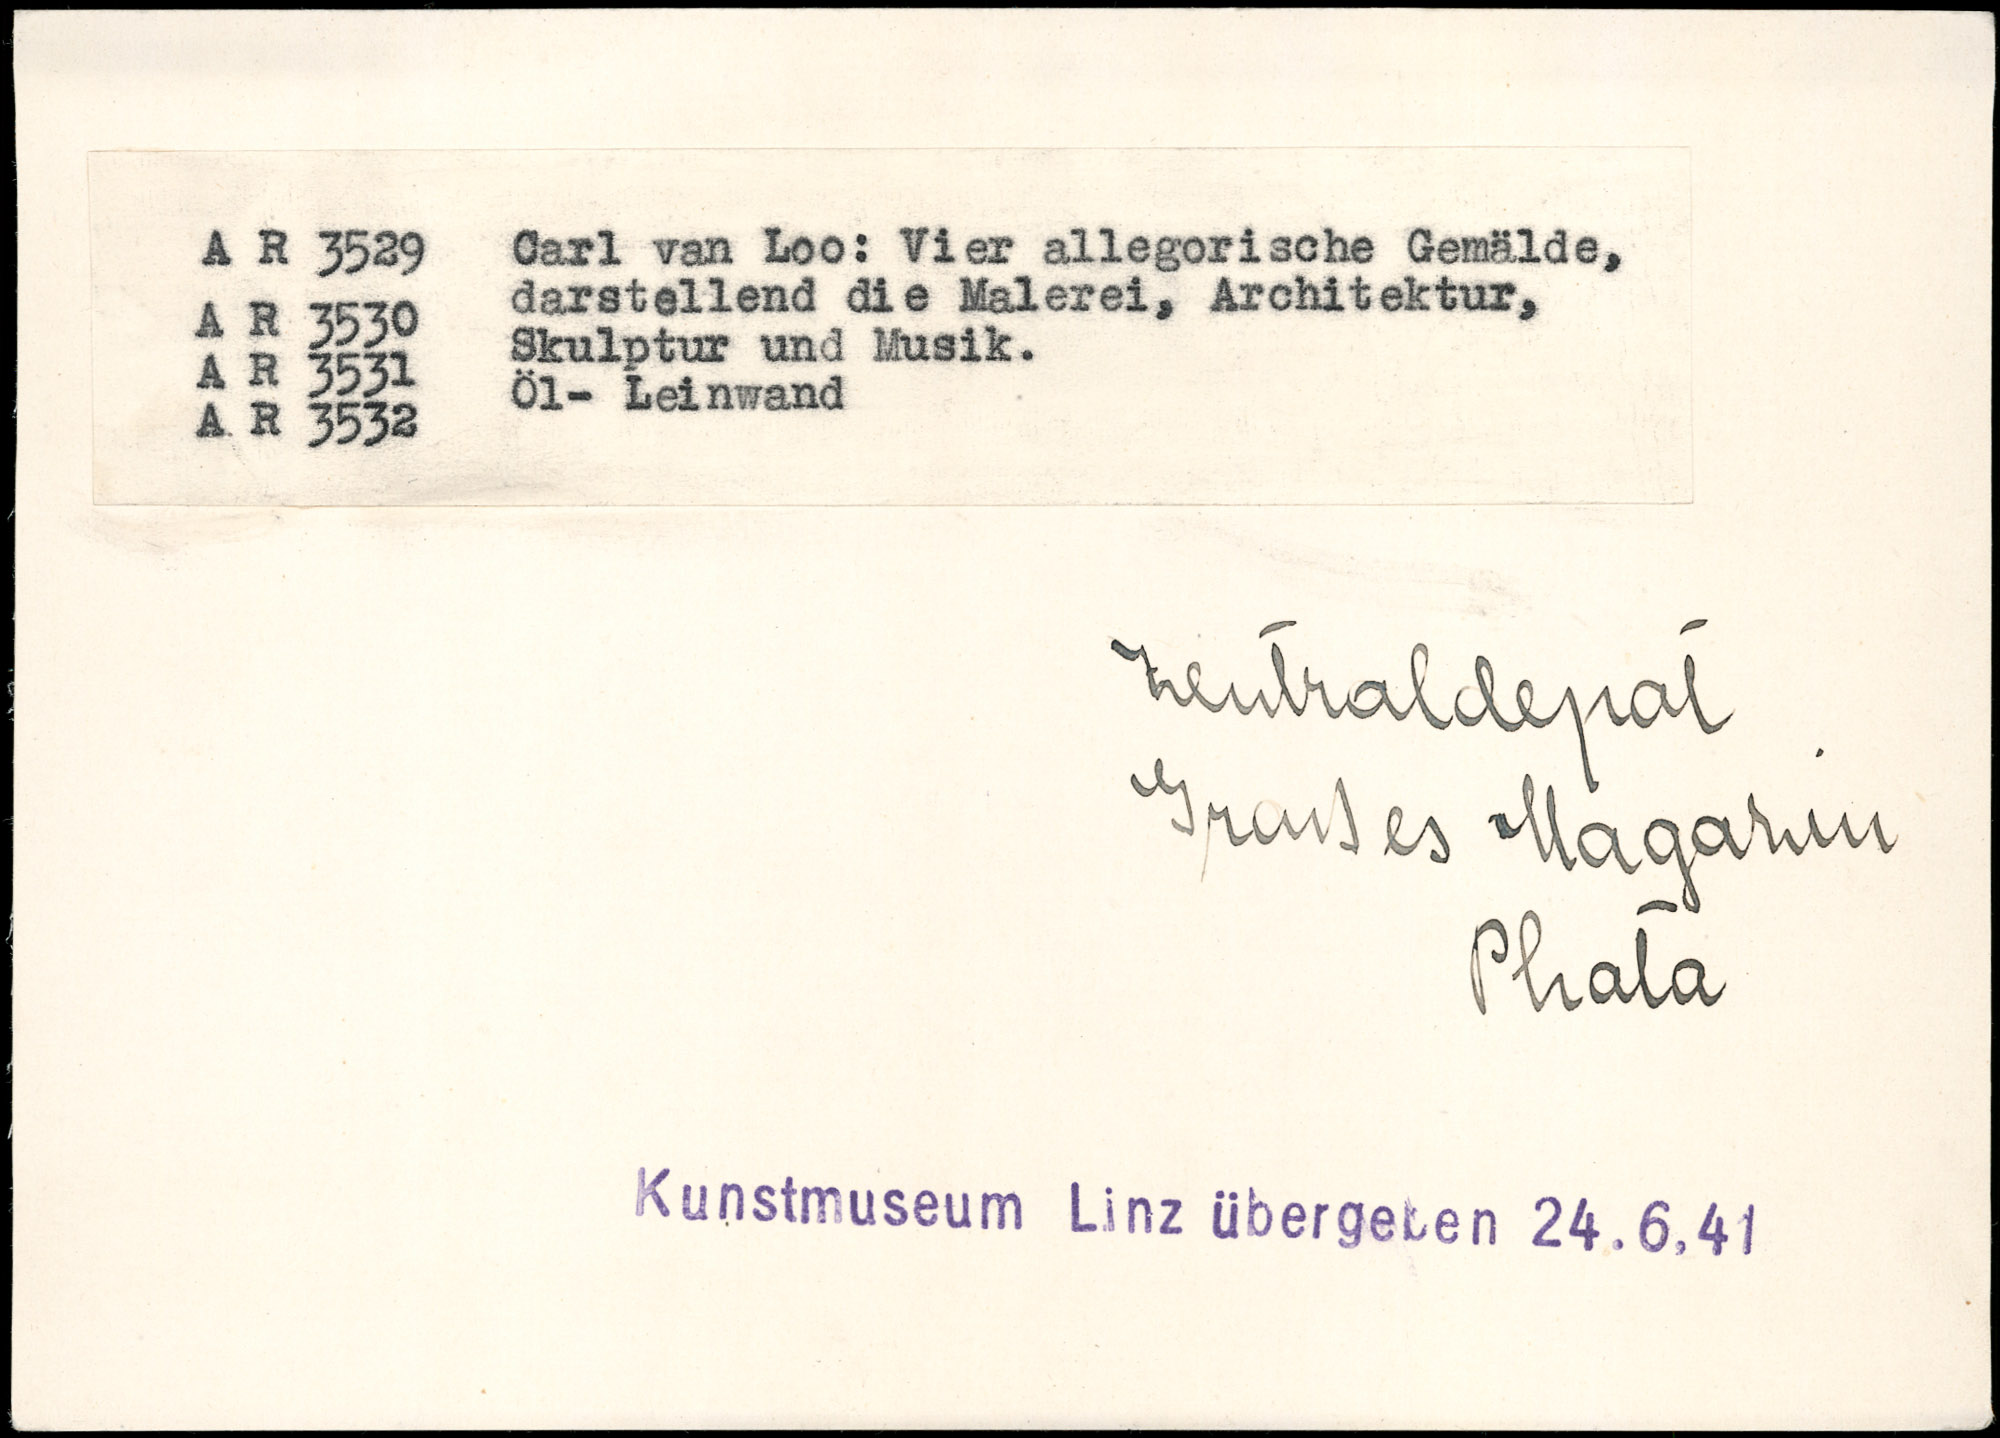 A R 3529 Carl van Loo: Vier allegorische Gemälde,
darstellend die Malerei, Architektur,
A R 3530
Skulptur und Musik.
A R 3531
Öl- Leinwand
A R 3532
Zentraldepot
Großes Magazin
Photo
Kunstmuseum Linz übergeben 24.6.41